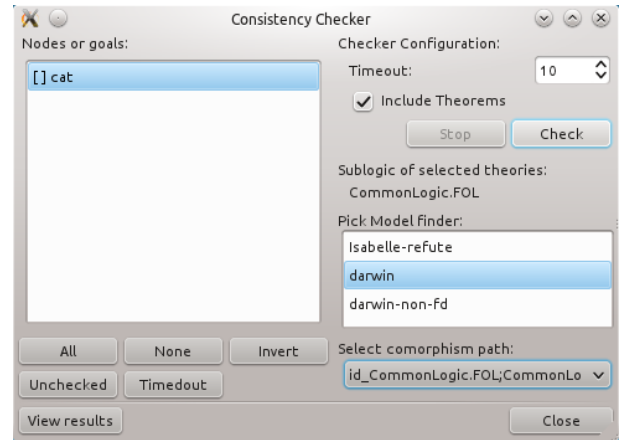 Consistency Checker
Nodes or goals:
[ ] cat
All
None
Invert
Unchecked
Timedout
View results
Checker Configuration:
Timeout:
10
Include Theorems
Stop
Check
Sublogic of selected theories:
CommonLogic.FOL
Pick Model finder:
Isabelle-refute
darwin
darwin-non-fd
Select comorphism path:
id_CommonLogic.FOL;CommonLo
Close